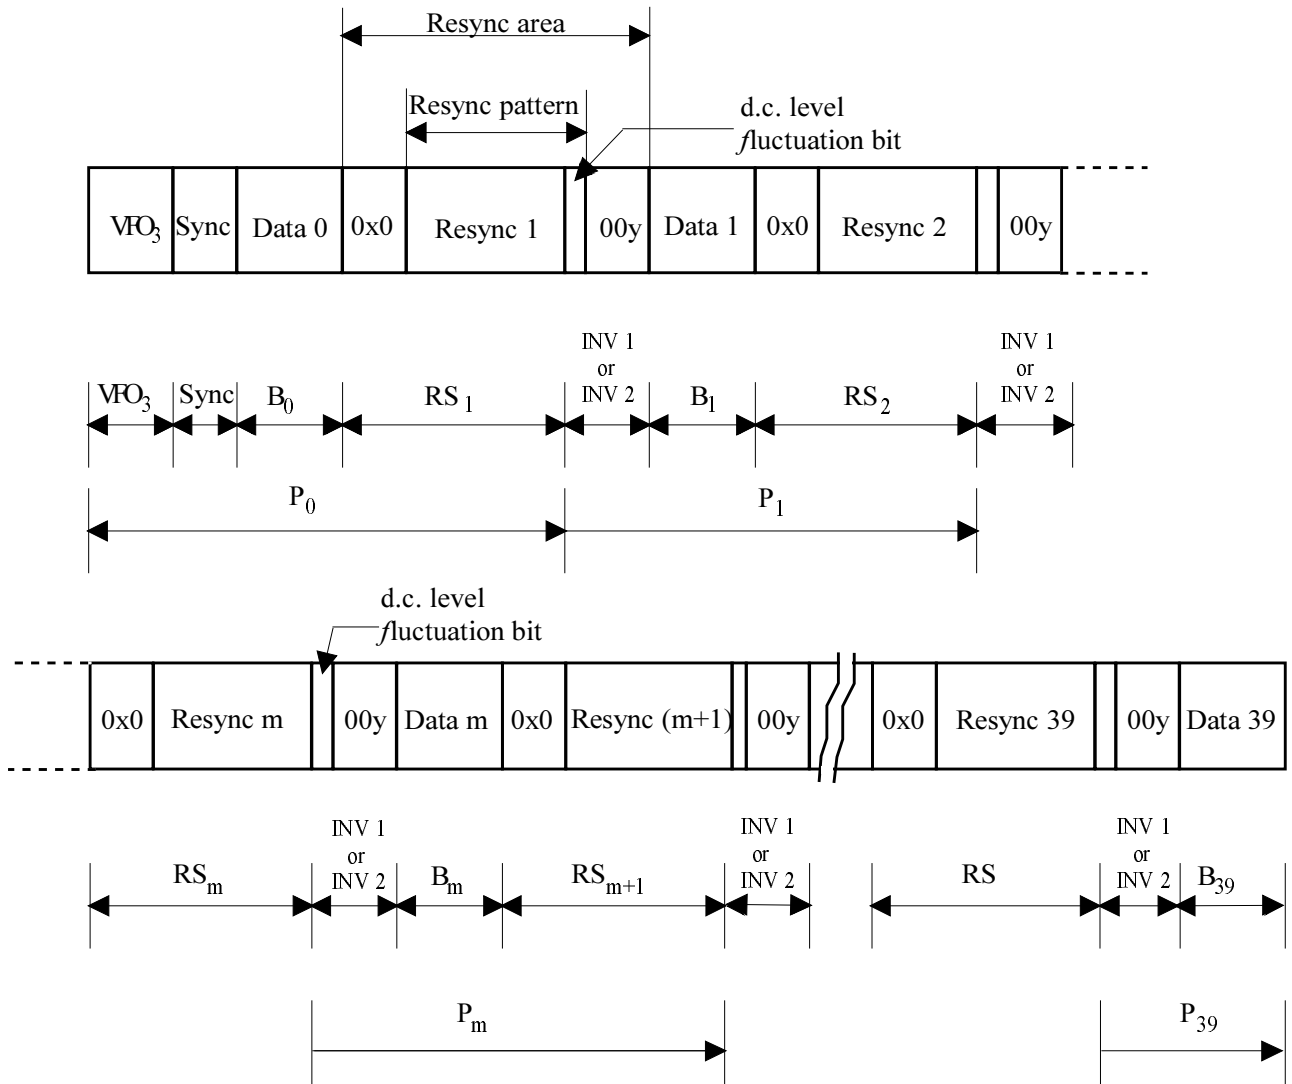 Resync area
Resync pattern
d.c. level
fluctuation bit
VFO3 Sync Data 0 0x0 Resync 1 00y Data 1 0x0 Resync 2 00y
INV 1 INV 1
or or
VFO3 Sync B0 RS1 INV 2 B1 RS2 INV 2
P0 P1
d.c. level
fluctuation bit
0x0 Resync m 00y Data m 0x0 Resync (m+1) 00y 0x0 Resync 39 00y Data 39
INV 1 INV 1 INV 1
or or or
RSm INV 2 Bm RSm+1 INV 2 RS INV 2 B39
Pm P39